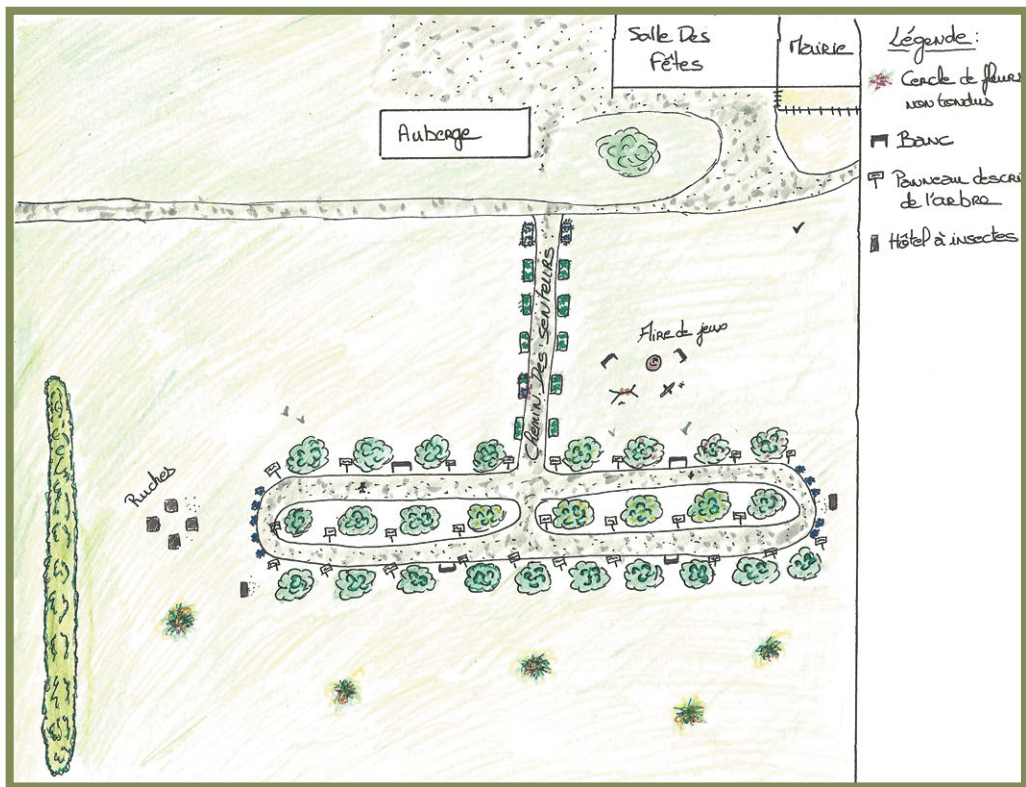 Salle Des
Fêtes
Mairie
Auberge
Légende :
Cercle de fleurs
non tondus
Banc
Panneau descri
de l'arbre
Hôtel à insectes
Chemin Des Senteurs
Aire de jeux
Ruches